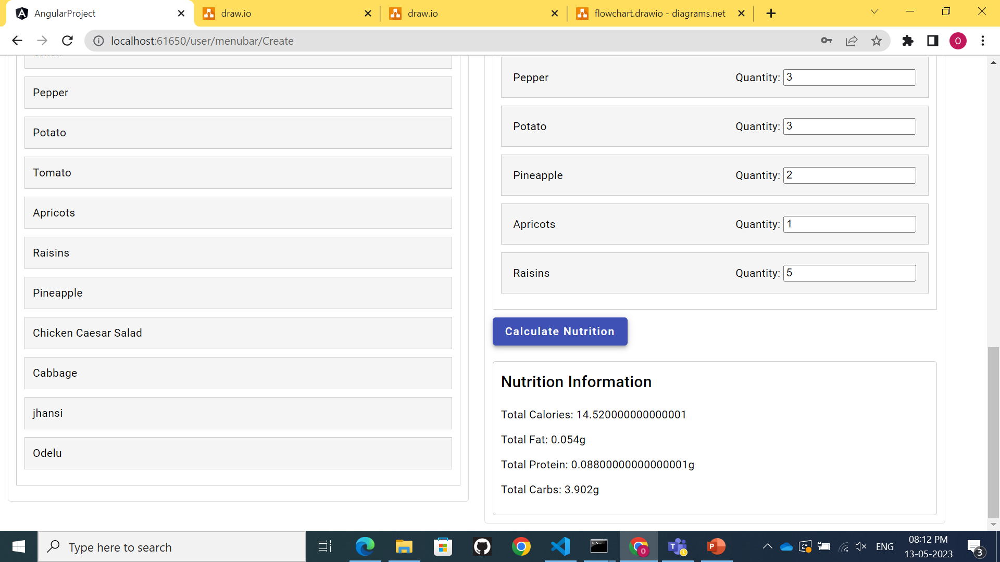 AngularProject
draw.io
draw.io
flowchart.drawio - diagrams.net
localhost:61650/user/menubar/Create
O
Pepper
Potato
Tomato
Apricots
Raisins
Pineapple
Chicken Caesar Salad
Cabbage
jhansi
Odelu
Pepper Quantity: 3
Potato Quantity: 3
Pineapple Quantity: 2
Apricots Quantity: 1
Raisins Quantity: 5
Calculate Nutrition
Nutrition Information
Total Calories: 14.520000000000001
Total Fat: 0.054g
Total Protein: 0.08800000000000001g
Total Carbs: 3.902g
Type here to search
ENG
08:12 PM
13-05-2023
3